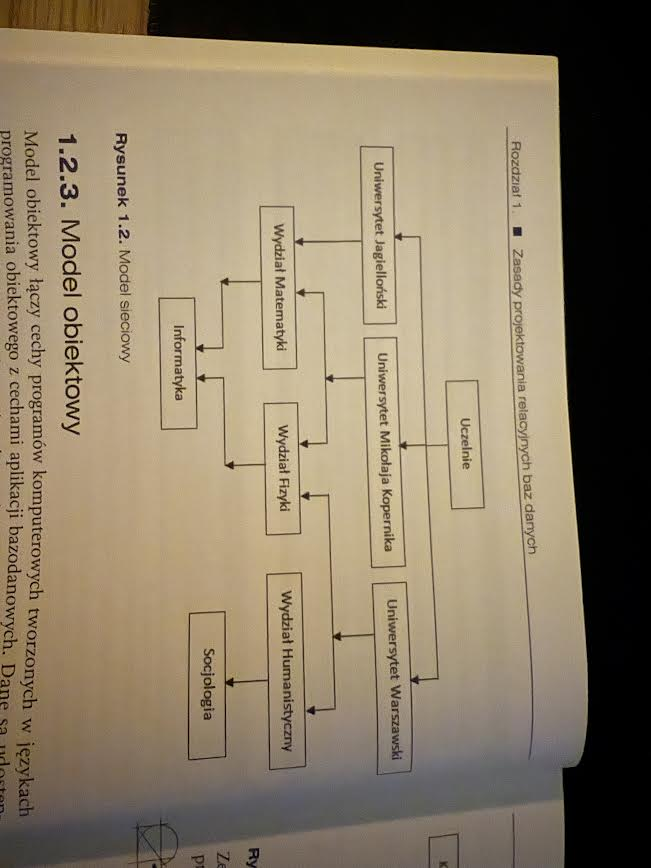 Rozdział 1. ■ Zasady projektowania relacyjnych baz danych
Uczelnie
Uniwersytet Jagielloński
Uniwersytet Mikołaja Kopernika
Uniwersytet Warszawski
Wydział Matematyki
Wydział Fizyki
Wydział Humanistyczny
Informatyka
Socjologia
Rysunek 1.2. Model sieciowy
1.2.3. Model obiektowy
Model obiektowy łączy cechy programów komputerowych tworzonych w językach
programowania obiektowego z cechami aplikacji bazodanowych. Dane są
Ry